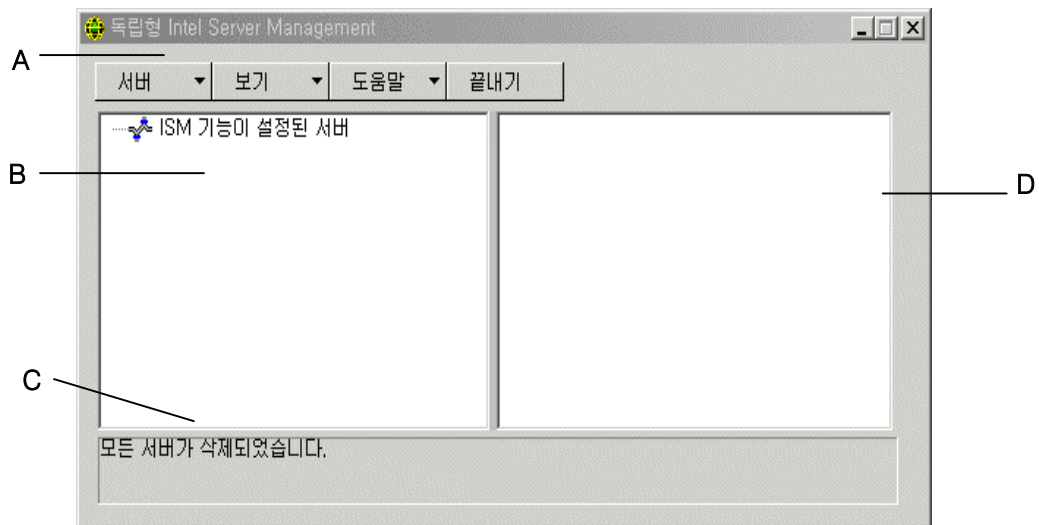 독립형 Intel Server Management
A
서버 보기 도움말 끝내기
ISM 기능이 설정된 서버
B
D
C
모든 서버가 삭제되었습니다.